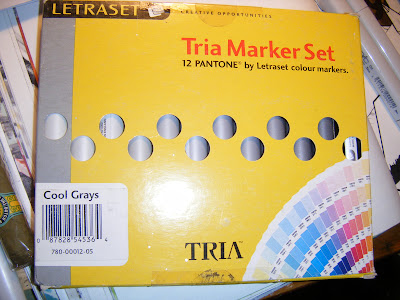 LETRASET
CREATIVE OPPORTUNITIES
Tria Marker Set
12 PANTONE® by Letraset colour markers.
Cool Grays
0 87828 54536 4
780-00012-05
TRIA™